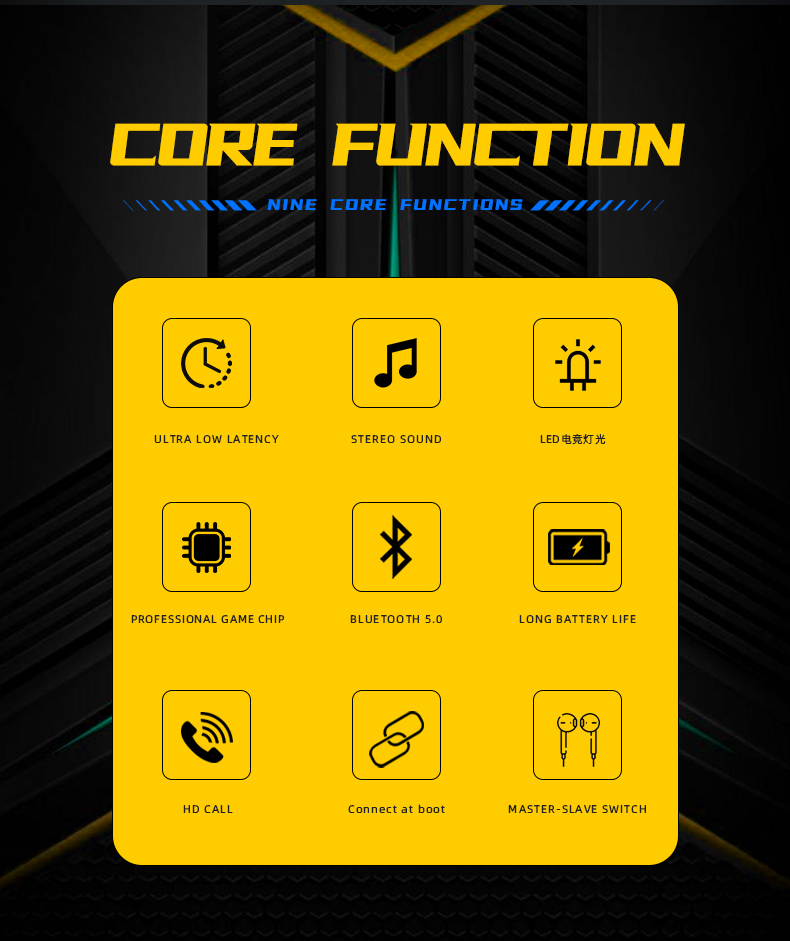 CORE FUNCTION
NINE CORE FUNCTIONS
ULTRA LOW LATENCY
STEREO SOUND
LED电竞灯光
PROFESSIONAL GAME CHIP
BLUETOOTH 5.0
LONG BATTERY LIFE
HD CALL
Connect at boot
MASTER-SLAVE SWITCH